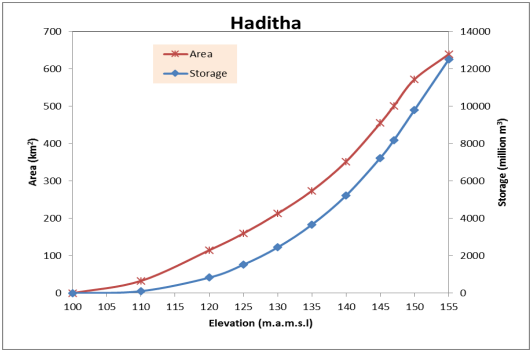 Haditha
Area
Storage
700
600
500
400
300
200
100
0
Area (km²)
14000
12000
10000
8000
6000
4000
2000
0
Storage (million m³)
100 105 110 115 120 125 130 135 140 145 150 155
Elevation (m.a.m.s.l)